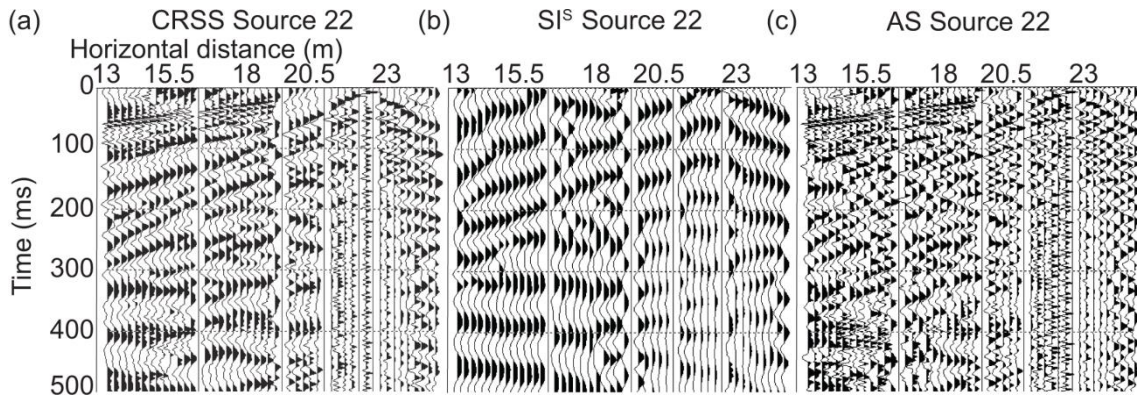 (a) CRSS Source 22 (b) SIˢ Source 22 (c) AS Source 22
Horizontal distance (m)
13 15.5 18 20.5 23 13 15.5 18 20.5 23 13 15.5 18 20.5 23
0
100
200
300
400
500
Time (ms)